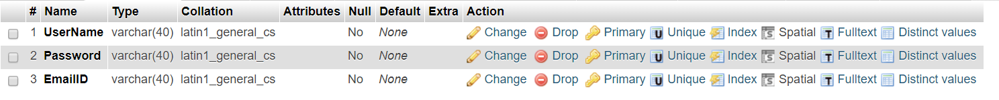 # Name Type Collation Attributes Null Default Extra Action
1 UserName varchar(40) latin1_general_cs No None Change Drop Primary Unique Index Spatial Fulltext Distinct values
2 Password varchar(40) latin1_general_cs No None Change Drop Primary Unique Index Spatial Fulltext Distinct values
3 EmailID varchar(40) latin1_general_cs No None Change Drop Primary Unique Index Spatial Fulltext Distinct values